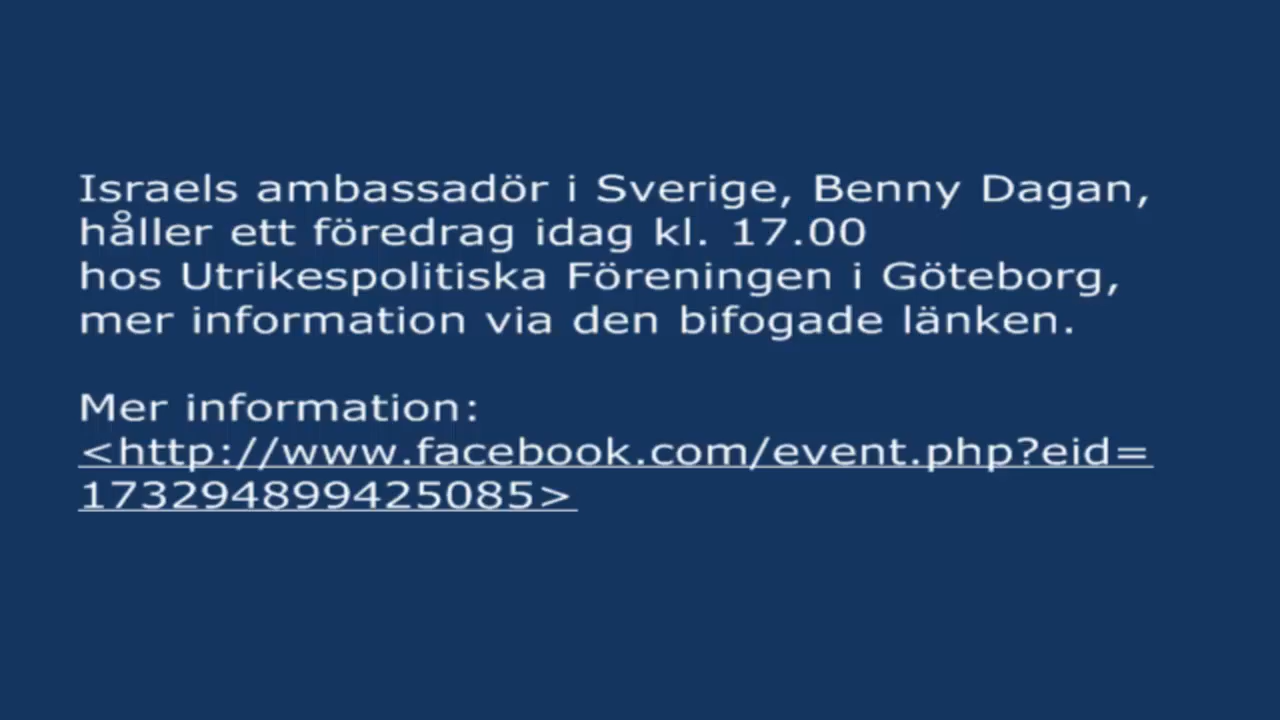 Israels ambassadör i Sverige, Benny Dagan,
håller ett föredrag idag kl. 17.00
hos Utrikespolitiska Föreningen i Göteborg,
mer information via den bifogade länken.
Mer information:
<http://www.facebook.com/event.php?eid=
173294899425085>